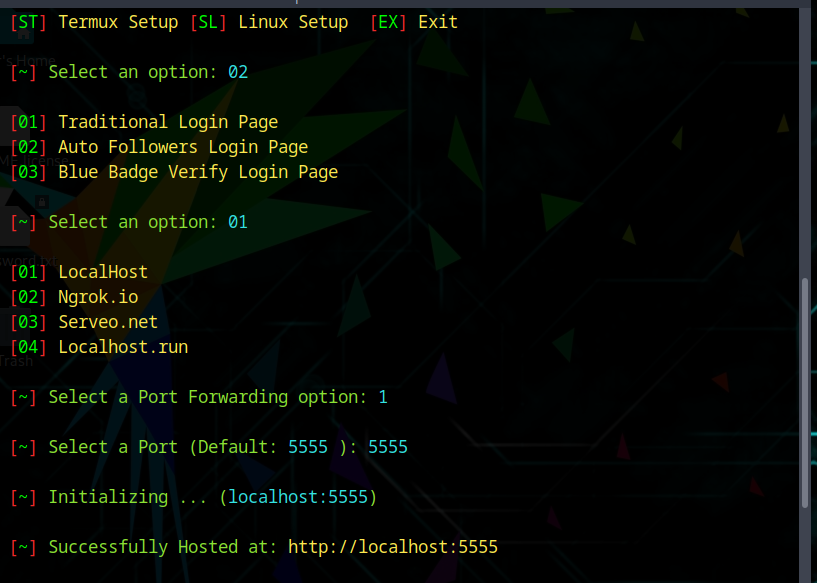 [ST] Termux Setup [SL] Linux Setup [EX] Exit
[~] Select an option: 02
[01] Traditional Login Page
[02] Auto Followers Login Page
[03] Blue Badge Verify Login Page
[~] Select an option: 01
[01] LocalHost
[02] Ngrok.io
[03] Serveo.net
[04] Localhost.run
[~] Select a Port Forwarding option: 1
[~] Select a Port (Default: 5555 ): 5555
[~] Initializing ... (localhost:5555)
[~] Successfully Hosted at: http://localhost:5555
Trash